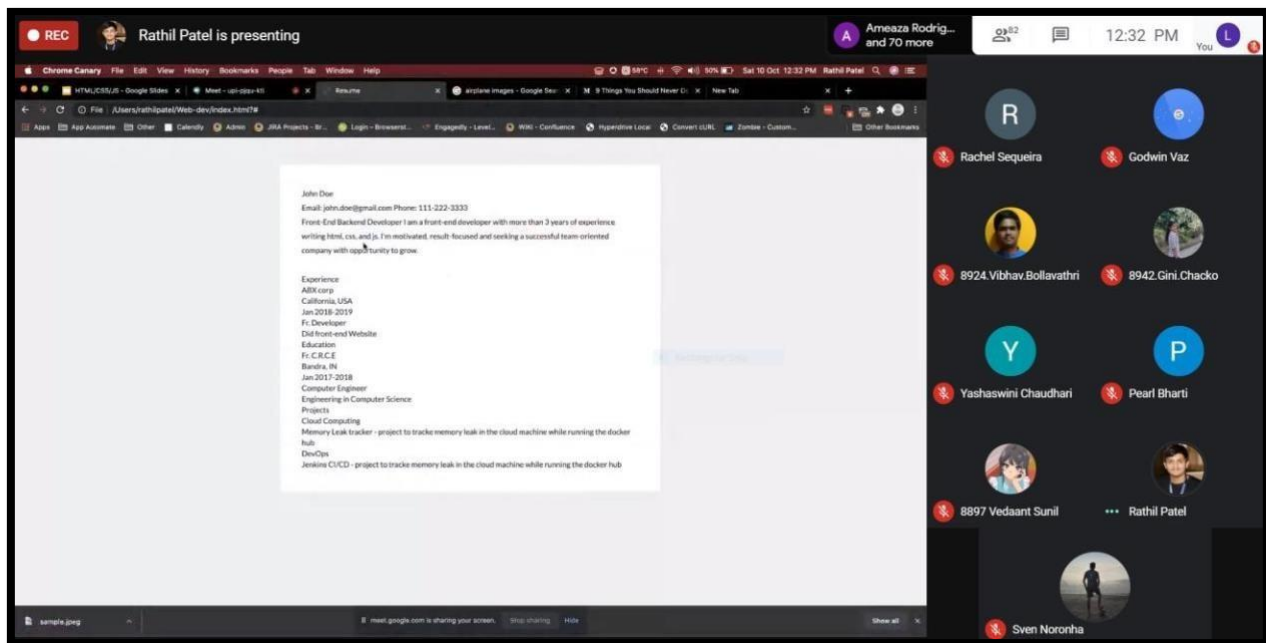 REC
Rathil Patel is presenting
A
Ameaza Rodrig...
and 70 more
82
12:32 PM
You
L
Chrome Canary File Edit View History Bookmarks People Tab Window Help
58°C
50%
Sat 10 Oct 12:32 PM Rathil Patel
HTML/CSS/JS - Google Slides
Resume
airplane images - Google Sear
M 9 Things You Should Never Do
New Tab
File /Users/rathilpatel/Web-dev/index.html?#
Apps App Automate Other Calendly Admin JIRA Projects - Br... Login - Browserst... Engagedly - Level... WIKI - Confluence Hyperdrive Local Convert cURL Zombie - Custom... Other Bookmarks
John Doe
Email: john.doe@gmail.com Phone: 111-222-3333
Front-End Backend Developer I am a front-end developer with more than 3 years of experience
writing html, css, and js. I'm motivated, result-focused and seeking a successful team-oriented
company with opportunity to grow.
Experience
ABX corp
California, USA
Jan 2018-2019
Fr. Developer
Did front-end Website
Education
Fr. C.R.C.E
Bandra, IN
Jan 2017-2018
Computer Engineer
Engineering in Computer Science
Projects
Cloud Computing
Memory Leak tracker - project to tracke memory leak in the cloud machine while running the docker
hub
DevOps
Jenkins CI/CD - project to tracke memory leak in the cloud machine while running the docker hub
R
Rachel Sequeira
Godwin Vaz
8924.Vibhav.Bollavathri
8942.Gini.Chacko
Y
Yashaswini Chaudhari
P
Pearl Bharti
8897 Vedaant Sunil
Rathil Patel
Sven Noronha
sample.jpeg
meet.google.com is sharing your screen.
Stop sharing
Hide
Show all